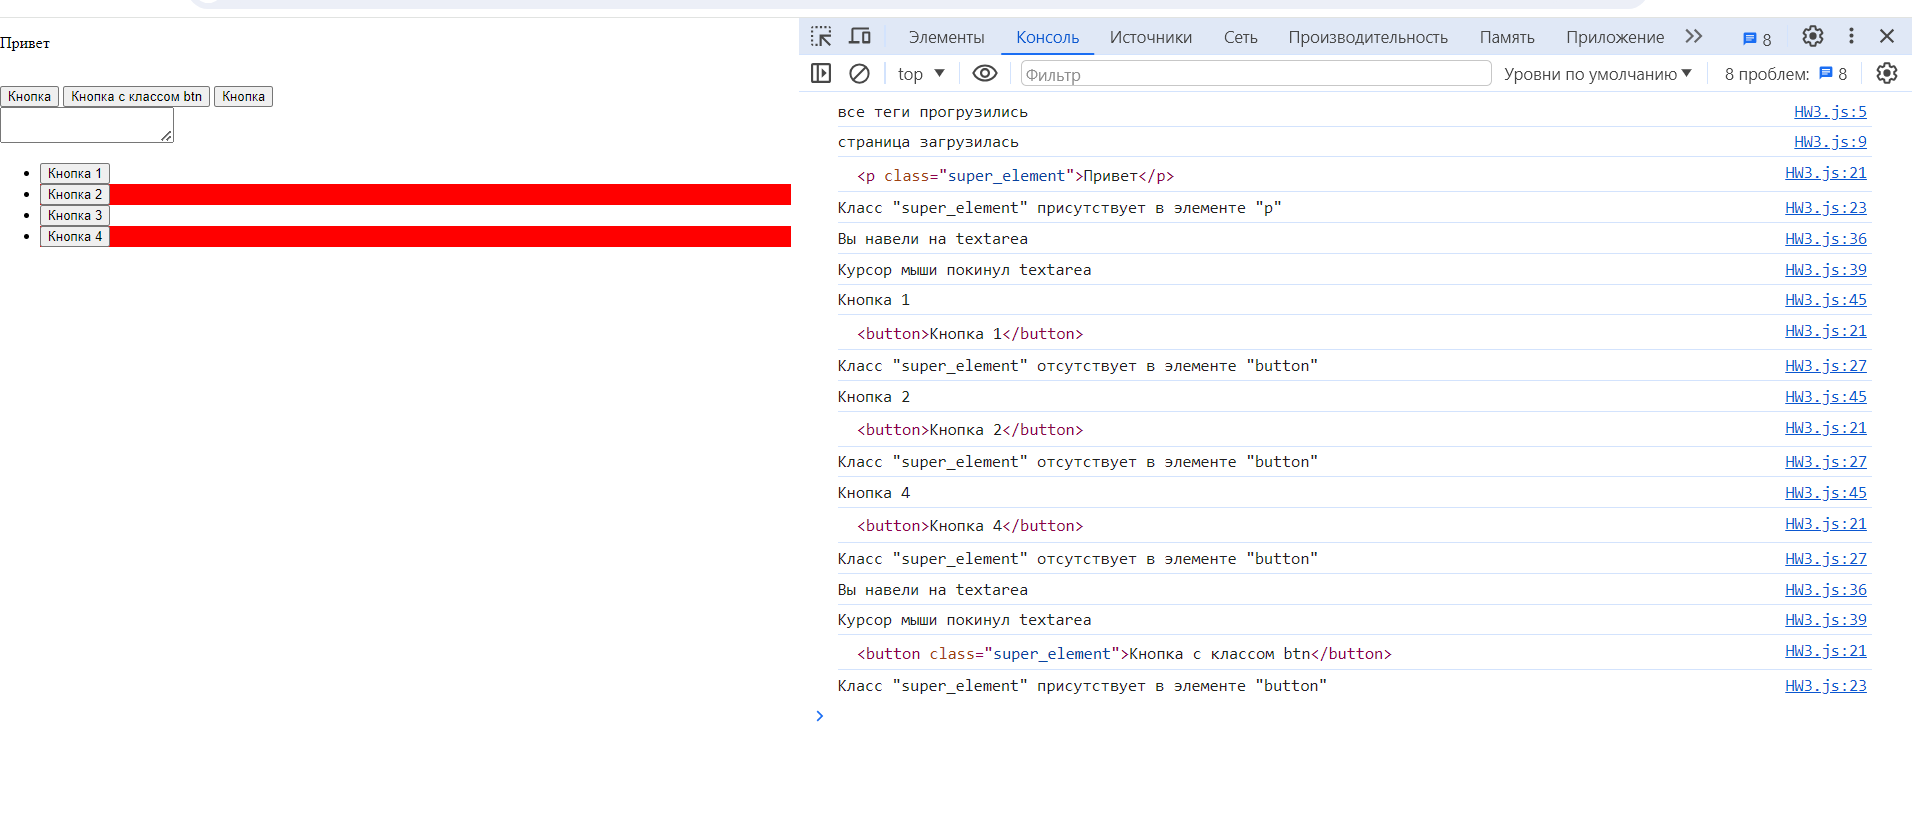 Привет
Кнопка Кнопка с классом btn Кнопка
Кнопка 1
Кнопка 2
Кнопка 3
Кнопка 4
Элементы Консоль Источники Сеть Производительность Память Приложение 8
top Фильтр Уровни по умолчанию 8 проблем: 8
все теги прогрузились HW3.js:5
страница загрузилась HW3.js:9
<p class="super_element">Привет</p> HW3.js:21
Класс "super_element" присутствует в элементе "p" HW3.js:23
Вы навели на textarea HW3.js:36
Курсор мыши покинул textarea HW3.js:39
Кнопка 1 HW3.js:45
<button>Кнопка 1</button> HW3.js:21
Класс "super_element" отсутствует в элементе "button" HW3.js:27
Кнопка 2 HW3.js:45
<button>Кнопка 2</button> HW3.js:21
Класс "super_element" отсутствует в элементе "button" HW3.js:27
Кнопка 4 HW3.js:45
<button>Кнопка 4</button> HW3.js:21
Класс "super_element" отсутствует в элементе "button" HW3.js:27
Вы навели на textarea HW3.js:36
Курсор мыши покинул textarea HW3.js:39
<button class="super_element">Кнопка с классом btn</button> HW3.js:21
Класс "super_element" присутствует в элементе "button" HW3.js:23